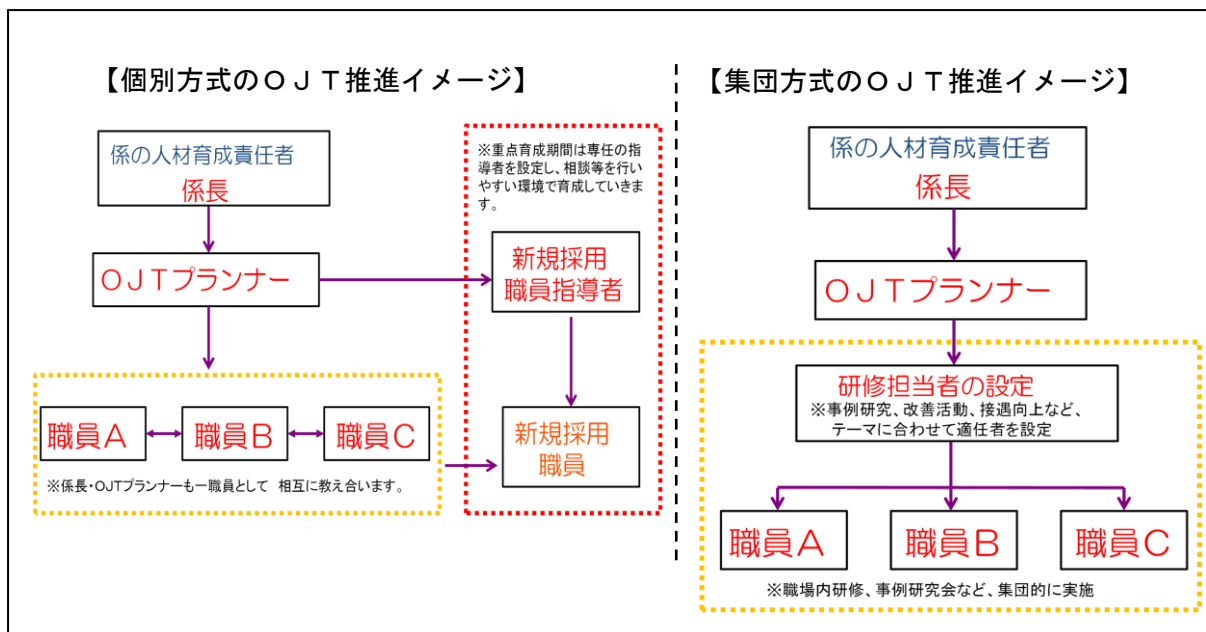 【個別方式のＯＪＴ推進イメージ】
係の人材育成責任者
係長
ＯＪＴプランナー
※重点育成期間は専任の指
導者を設定し、相談等を行い
やすい環境で育成していきま
す。
新規採用
職員指導者
職員Ａ
職員Ｂ
職員Ｃ
※係長・OJTプランナーも一職員として　相互に教え合います。
新規採用
職員
【集団方式のＯＪＴ推進イメージ】
係の人材育成責任者
係長
ＯＪＴプランナー
研修担当者の設定
※事例研究、改善活動、接遇向上など、
テーマに合わせて適任者を設定
職員Ａ
職員Ｂ
職員Ｃ
※職場内研修、事例研究会など、集団的に実施